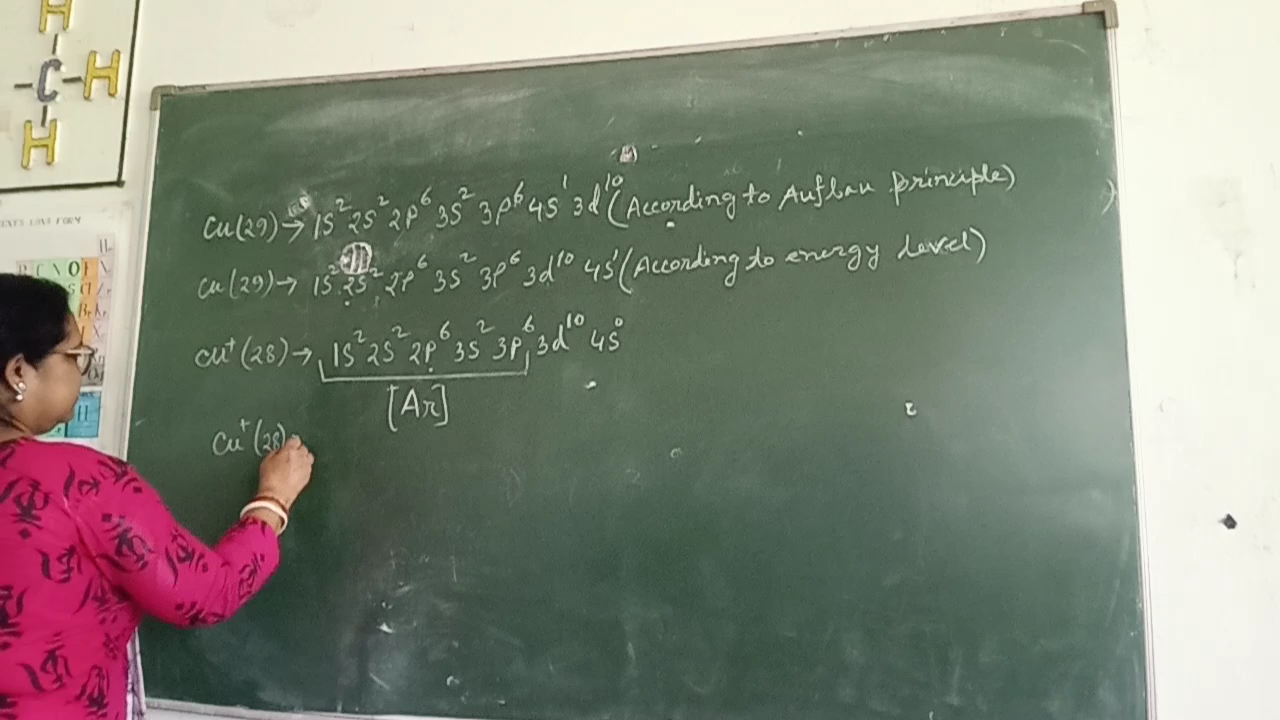 H
-C-H
H
Cu(29)→ 1S² 2S² 2P⁶ 3S² 3P⁶ 4S¹ 3d¹⁰ (According to Aufbau principle)
Cu(29)→ 1S² 2S² 2P⁶ 3S² 3P⁶ 3d¹⁰ 4S¹ (According to energy level)
Cu⁺(28)→ 1S² 2S² 2P⁶ 3S² 3P⁶ 3d¹⁰ 4S⁰
[Ar]
Cu⁺(28)